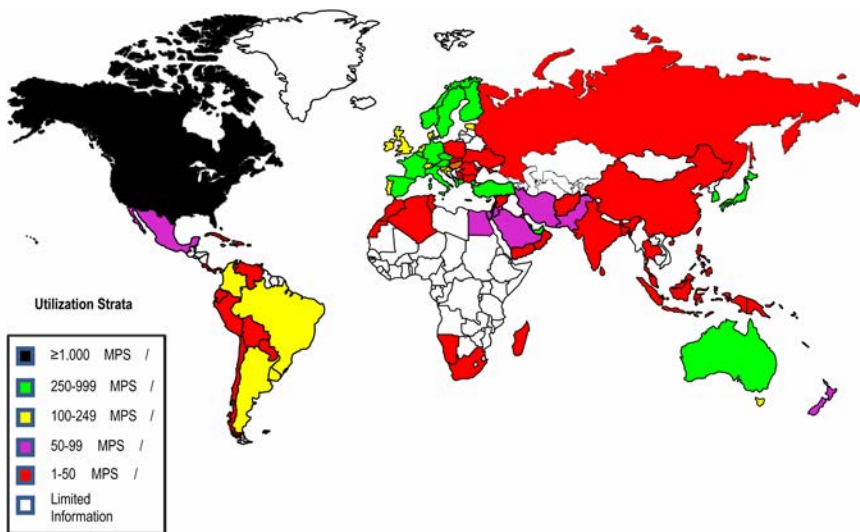 Utilization Strata
≥1.000 MPS /
250-999 MPS /
100-249 MPS /
50-99 MPS /
1-50 MPS /
Limited
Information